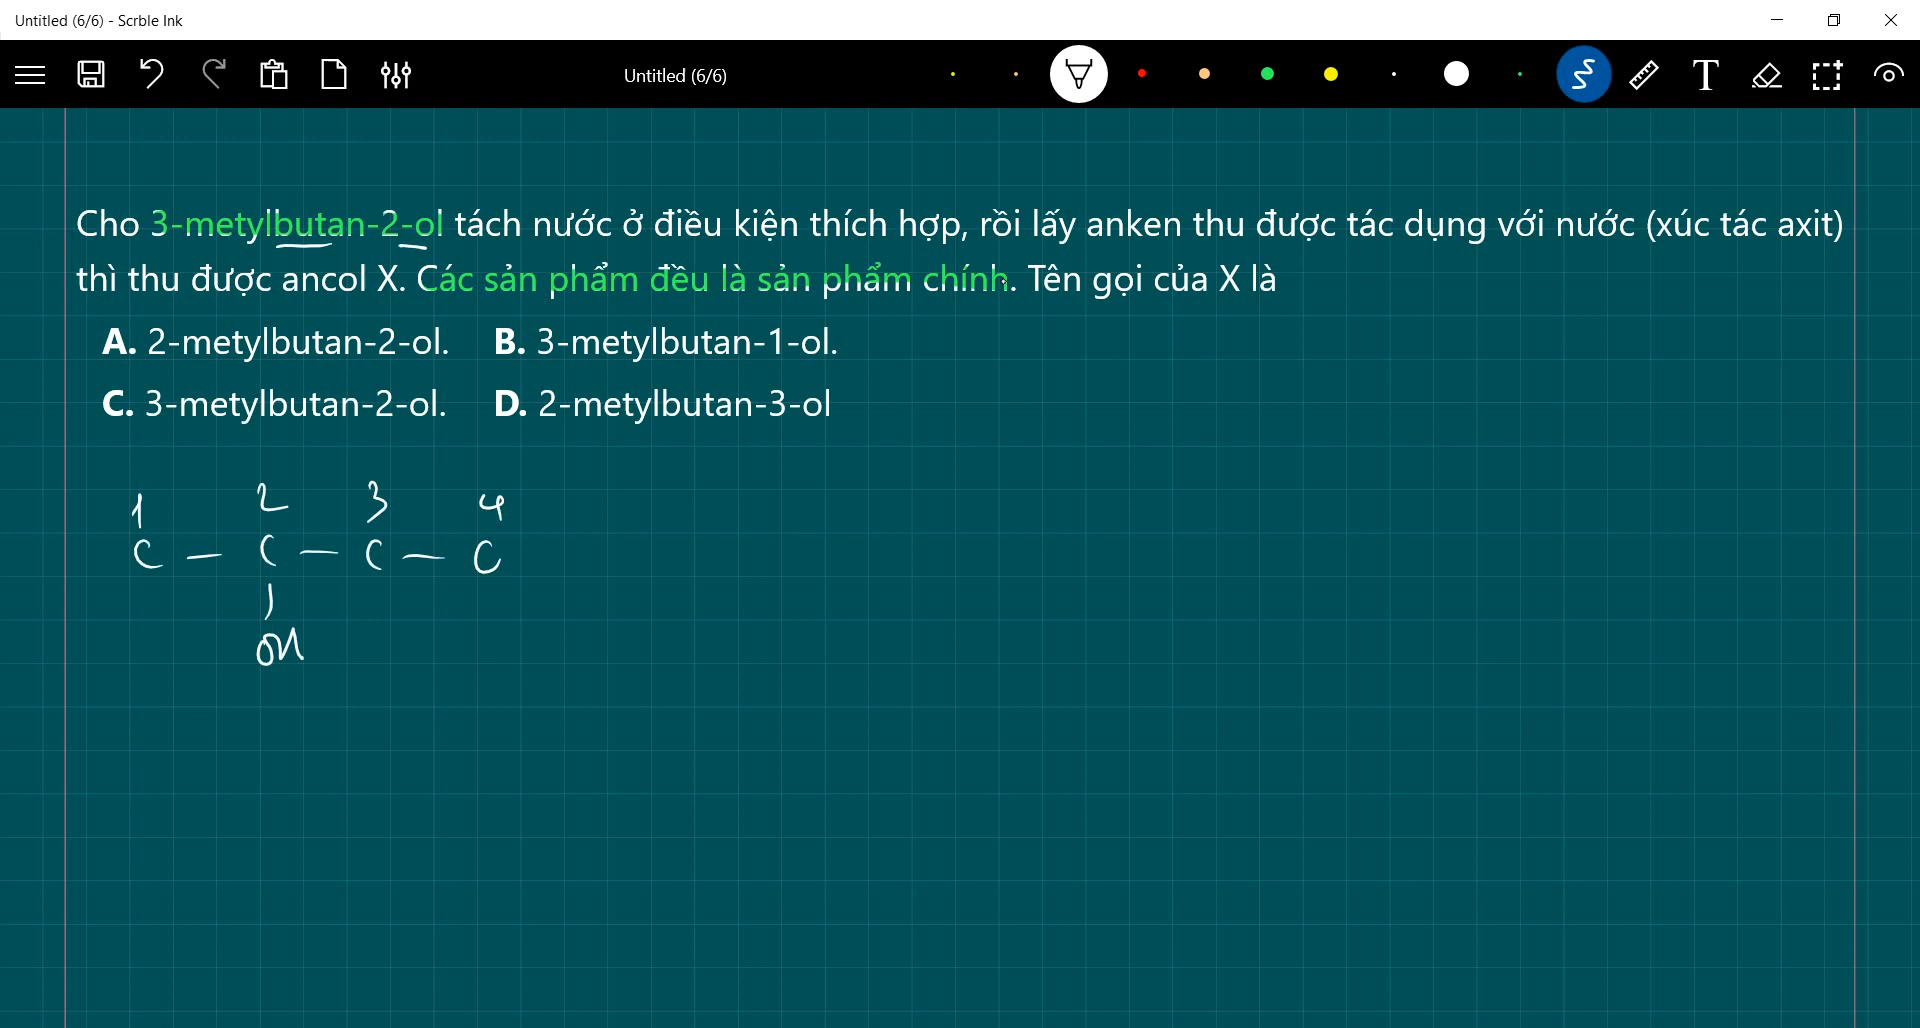 Untitled (6/6) - Scrble Ink
Untitled (6/6)
T
Cho 3-metylbutan-2-ol tách nước ở điều kiện thích hợp, rồi lấy anken thu được tác dụng với nước (xúc tác axit)
thì thu được ancol X. Các sản phẩm đều là sản phẩm chính. Tên gọi của X là
A. 2-metylbutan-2-ol. B. 3-metylbutan-1-ol.
C. 3-metylbutan-2-ol. D. 2-metylbutan-3-ol
1 2 3 4
C - C - C - C
|
OH